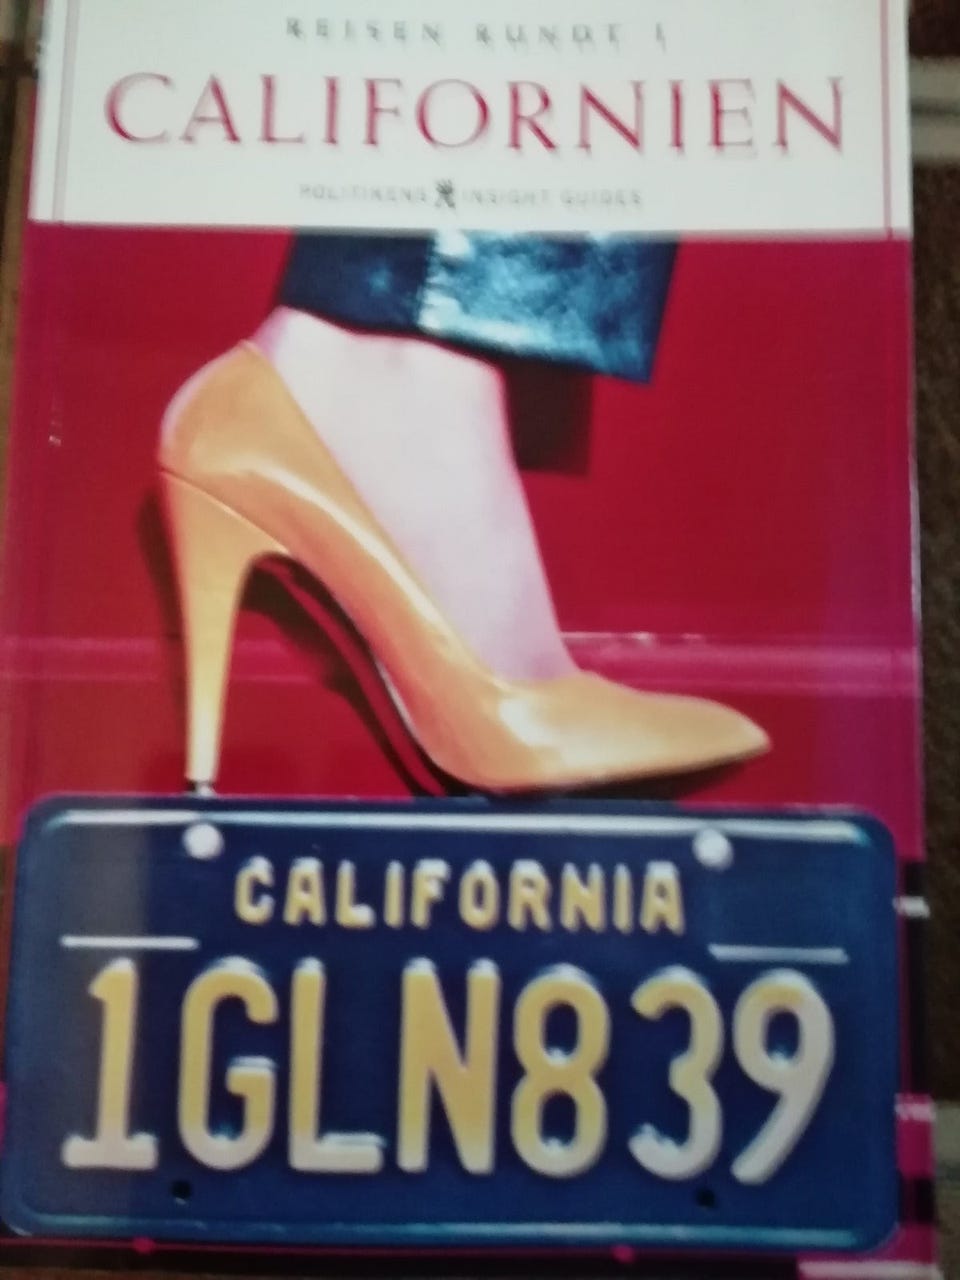 REISEN RUNDT I
CALIFORNIEN
POLITIKENS INSIGHT GUIDES
CALIFORNIA
1GLN839